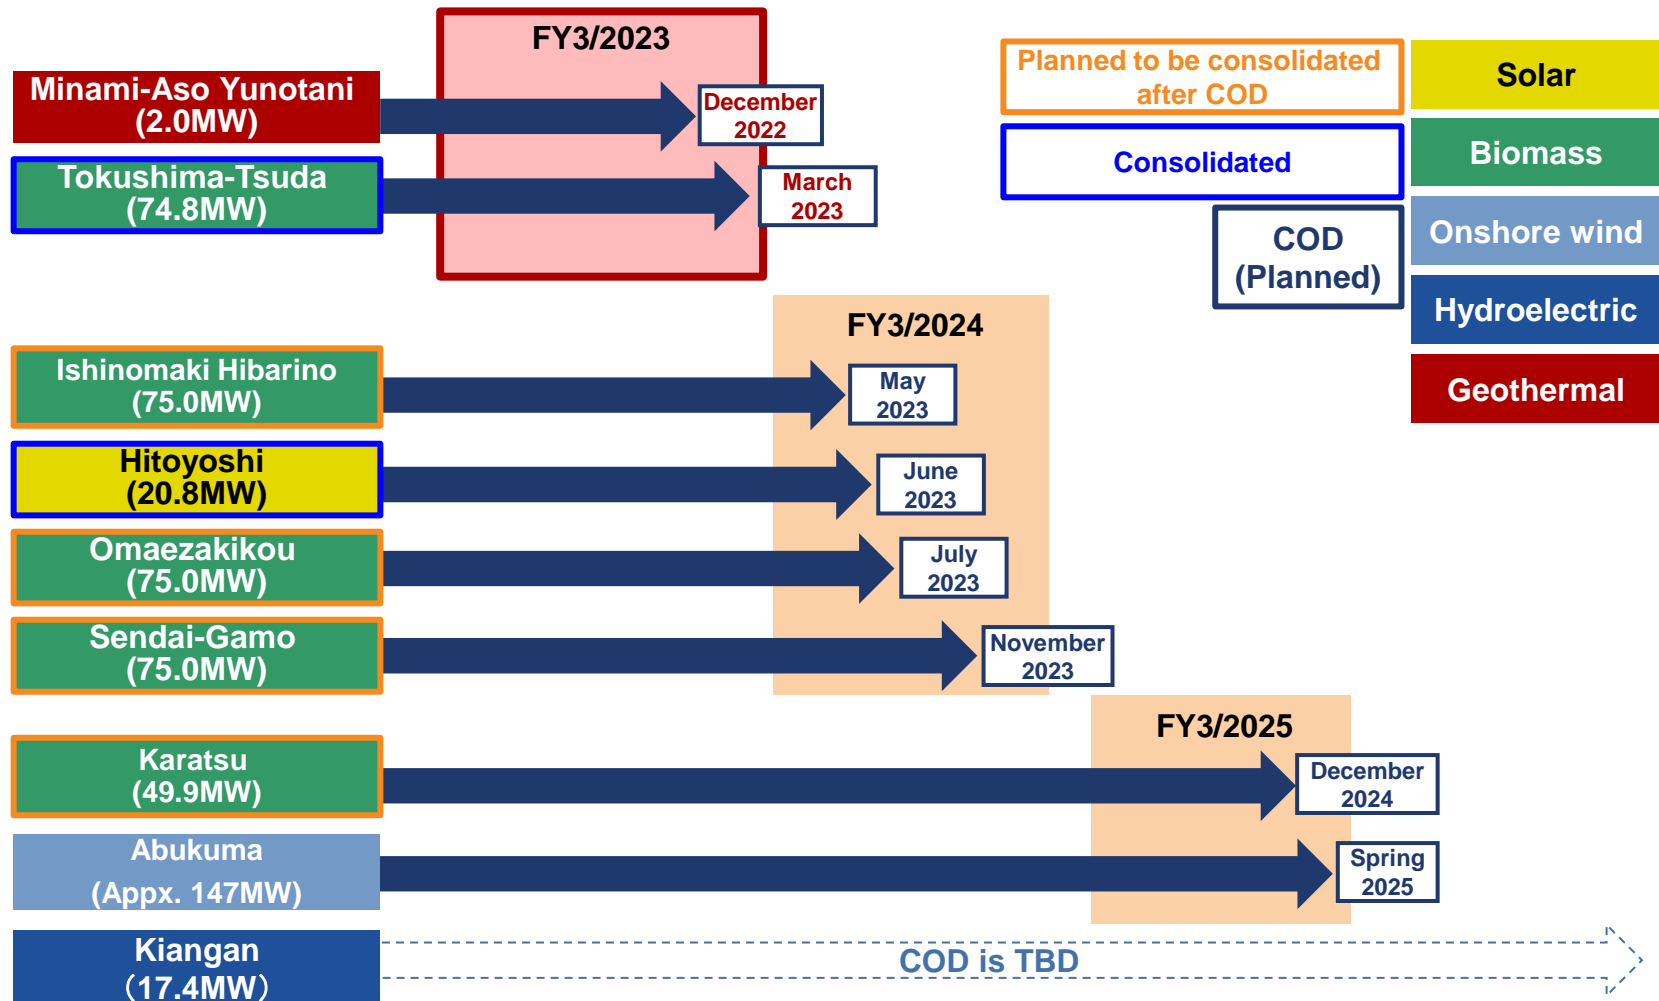 FY3/2023
Minami-Aso Yunotani
(2.0MW)
December
2022
Tokushima-Tsuda
(74.8MW)
March
2023
Planned to be consolidated
after COD
Consolidated
COD
(Planned)
Solar
Biomass
Onshore wind
Hydroelectric
Geothermal
FY3/2024
Ishinomaki Hibarino
(75.0MW)
May
2023
Hitoyoshi
(20.8MW)
June
2023
Omaezakikou
(75.0MW)
July
2023
Sendai-Gamo
(75.0MW)
November
2023
FY3/2025
Karatsu
(49.9MW)
December
2024
Abukuma
(Appx. 147MW)
Spring
2025
Kiangan
（17.4MW）
COD is TBD